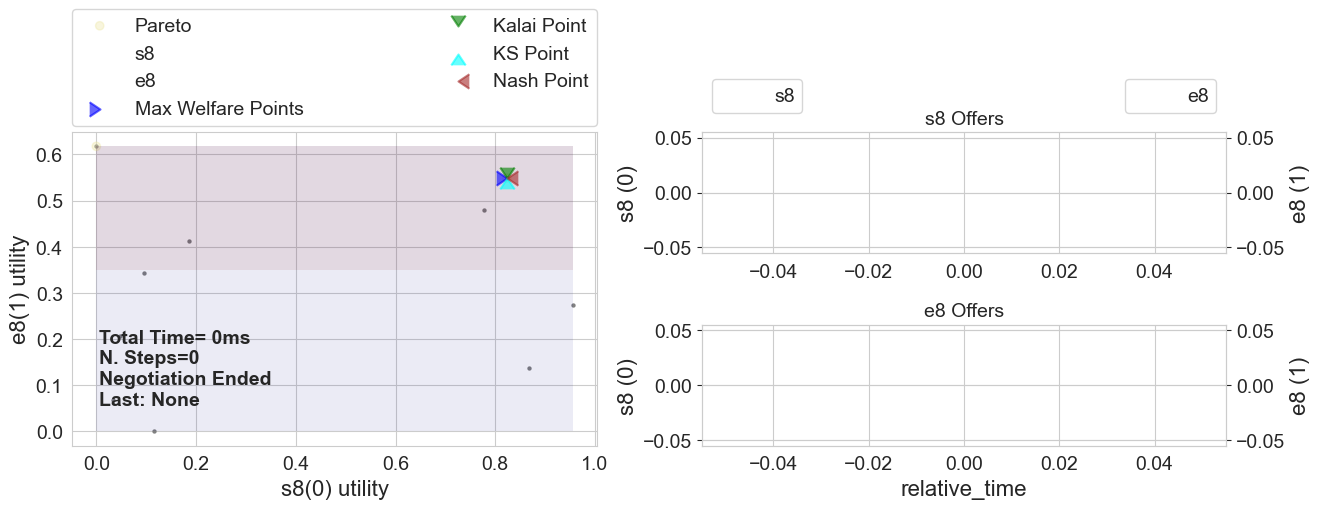 Pareto
s8
e8
Max Welfare Points
Kalai Point
KS Point
Nash Point
e8(1) utility
0.6
0.5
0.4
0.3
0.2
0.1
0.0
Total Time= 0ms
N. Steps=0
Negotiation Ended
Last: None
0.0 0.2 0.4 0.6 0.8 1.0
s8(0) utility
s8
e8
s8 Offers
s8 (0)
0.05
0.00
−0.05
0.05
0.00
−0.05
e8 (1)
−0.04 −0.02 0.00 0.02 0.04
e8 Offers
s8 (0)
0.05
0.00
−0.05
0.05
0.00
−0.05
e8 (1)
−0.04 −0.02 0.00 0.02 0.04
relative_time